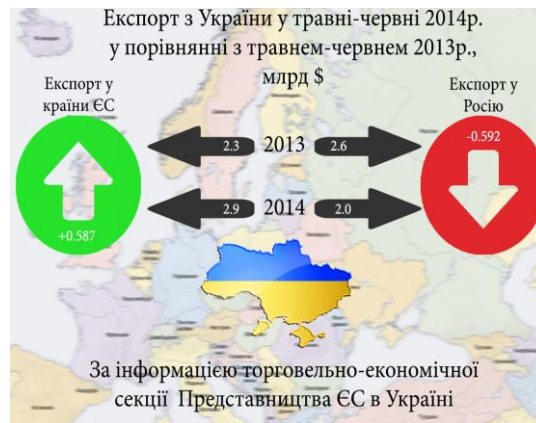 Експорт з України у травні-червні 2014р.
у порівнянні з травнем-червнем 2013р.,
млрд $
Експорт у
країни ЄС
Експорт у
Росію
2.3 2013 2.6
-0.592
+0.587
2.9 2014 2.0
За інформацією торговельно-економічної
секції Представництва ЄС в Україні